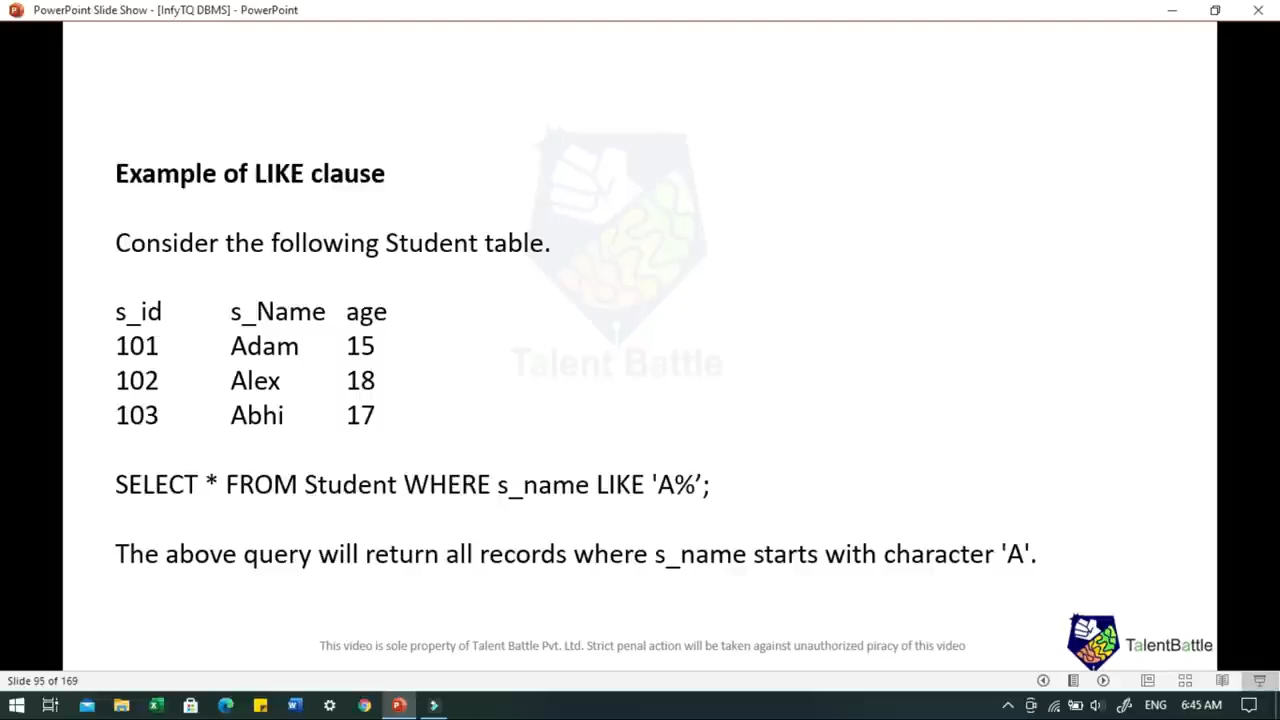 PowerPoint Slide Show - [InfyTQ DBMS] - PowerPoint
Example of LIKE clause
Consider the following Student table.
s_id s_Name age
101 Adam 15
102 Alex 18
103 Abhi 17
SELECT * FROM Student WHERE s_name LIKE 'A%’;
The above query will return all records where s_name starts with character 'A'.
Talent Battle
This video is sole property of Talent Battle Pvt. Ltd. Strict penal action will be taken against unauthorized piracy of this video
TalentBattle
Slide 95 of 169
ENG 6:45 AM